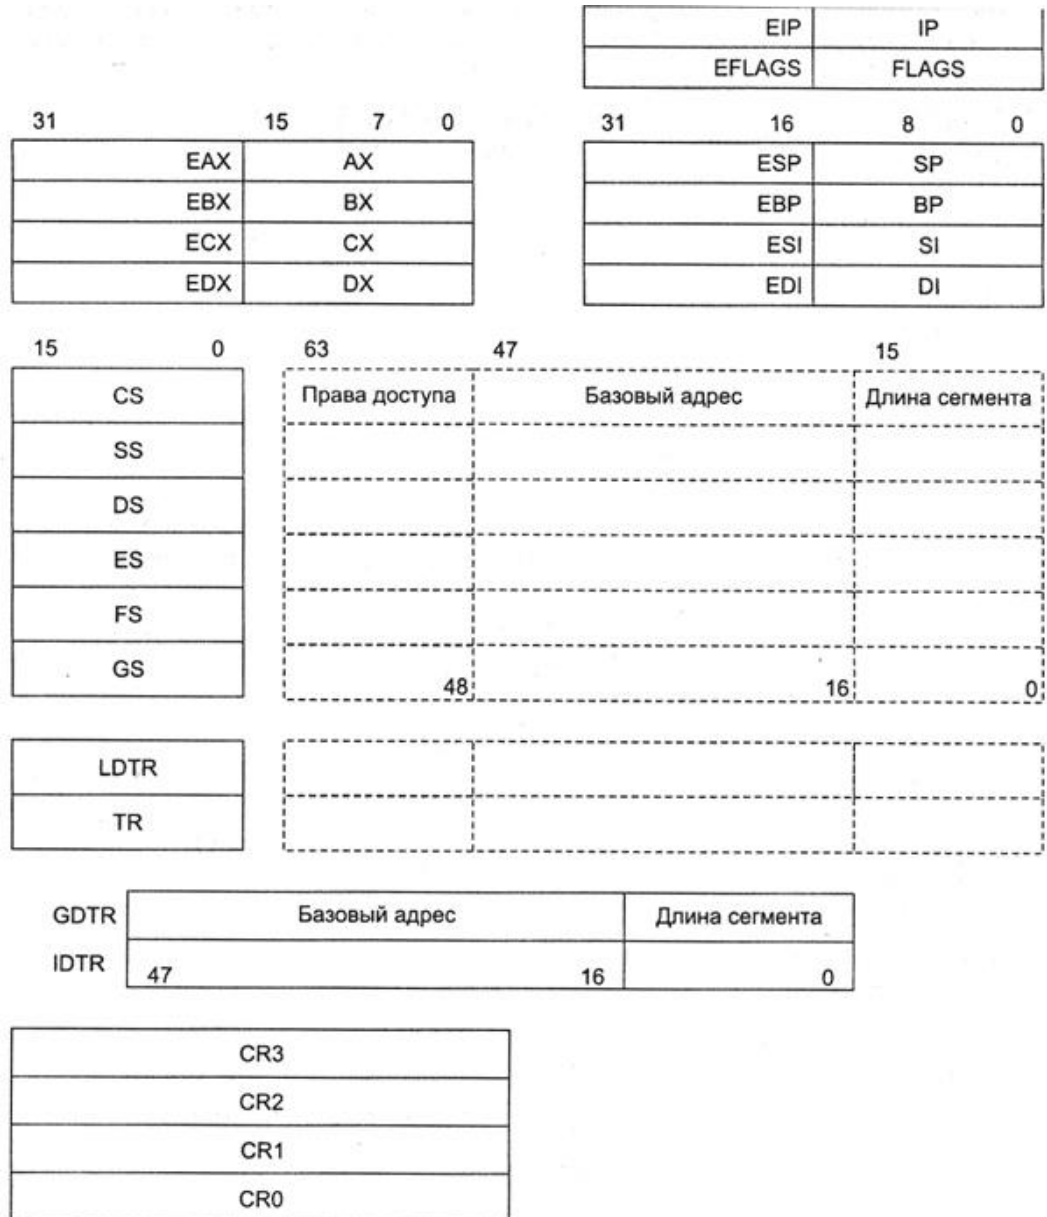 EIP IP
EFLAGS FLAGS
31 15 7 0 31 16 8 0
EAX AX ESP SP
EBX BX EBP BP
ECX CX ESI SI
EDX DX EDI DI
15 0 63 47 15
CS Права доступа Базовый адрес Длина сегмента
SS
DS
ES
FS
GS
48 16 0
LDTR
TR
GDTR Базовый адрес Длина сегмента
IDTR 47 16 0
CR3
CR2
CR1
CR0